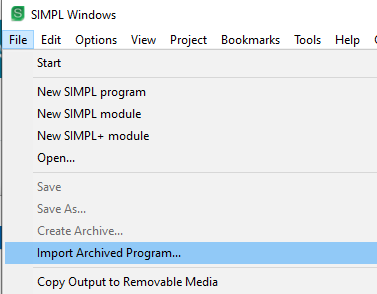 SIMPL Windows
File Edit Options View Project Bookmarks Tools Help
Start
New SIMPL program
New SIMPL module
New SIMPL+ module
Open...
Save
Save As...
Create Archive...
Import Archived Program...
Copy Output to Removable Media